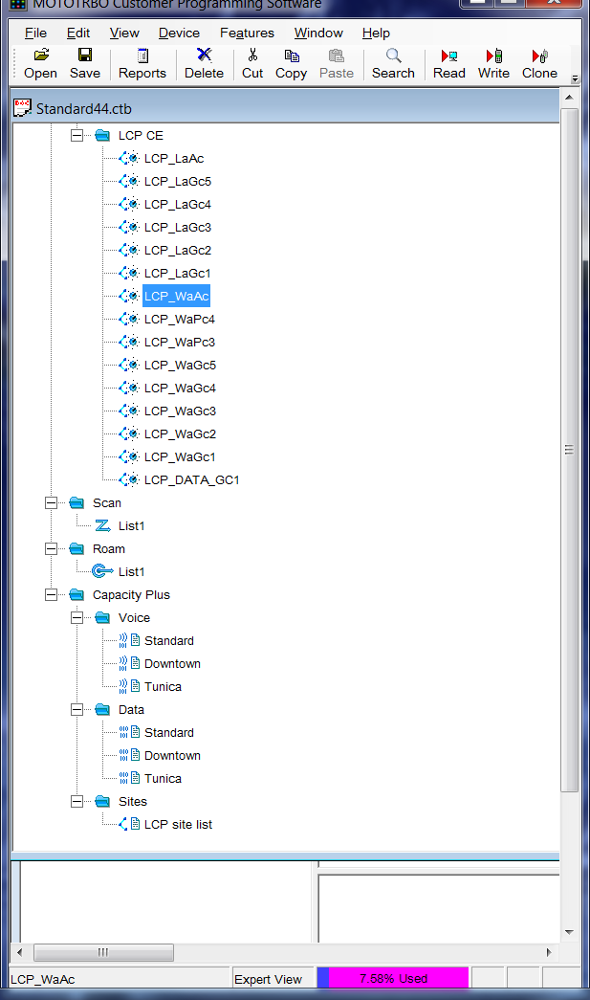 MOTOTRBO Customer Programming Software
File Edit View Device Features Window Help
Open Save Reports Delete Cut Copy Paste Search Read Write Clone
Standard44.ctb
LCP CE
LCP_LaAc
LCP_LaGc5
LCP_LaGc4
LCP_LaGc3
LCP_LaGc2
LCP_LaGc1
LCP_WaAc
LCP_WaPc4
LCP_WaPc3
LCP_WaGc5
LCP_WaGc4
LCP_WaGc3
LCP_WaGc2
LCP_WaGc1
LCP_DATA_GC1
Scan
List1
Roam
List1
Capacity Plus
Voice
Standard
Downtown
Tunica
Data
Standard
Downtown
Tunica
Sites
LCP site list
LCP_WaAc Expert View 7.58% Used